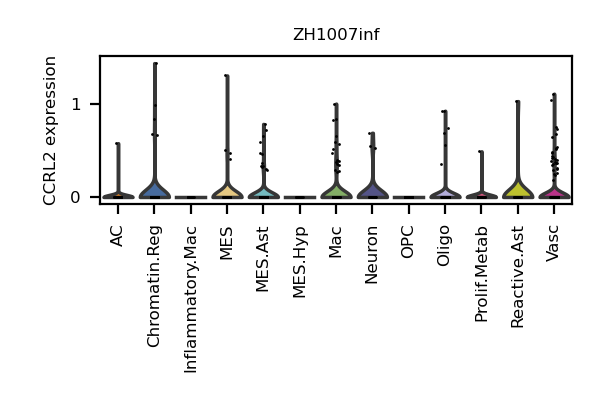 ZH1007inf
CCRL2 expression
1
0
AC
Chromatin.Reg
Inflammatory.Mac
MES
MES.Ast
MES.Hyp
Mac
Neuron
OPC
Oligo
Prolif.Metab
Reactive.Ast
Vasc